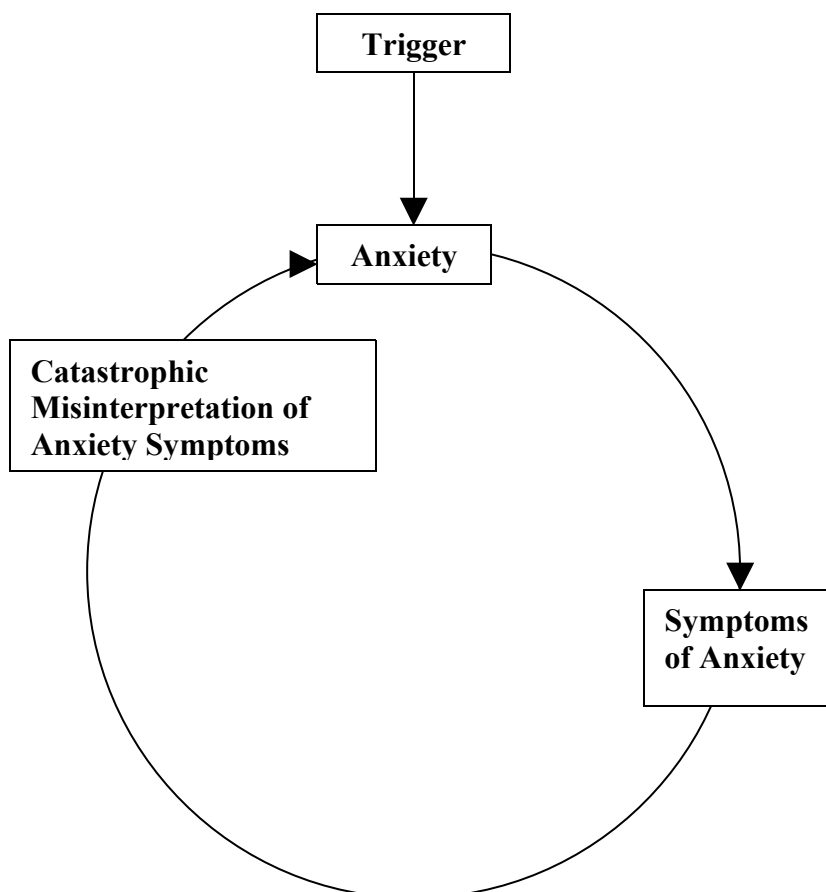 Trigger
Anxiety
Catastrophic
Misinterpretation of
Anxiety Symptoms
Symptoms
of Anxiety